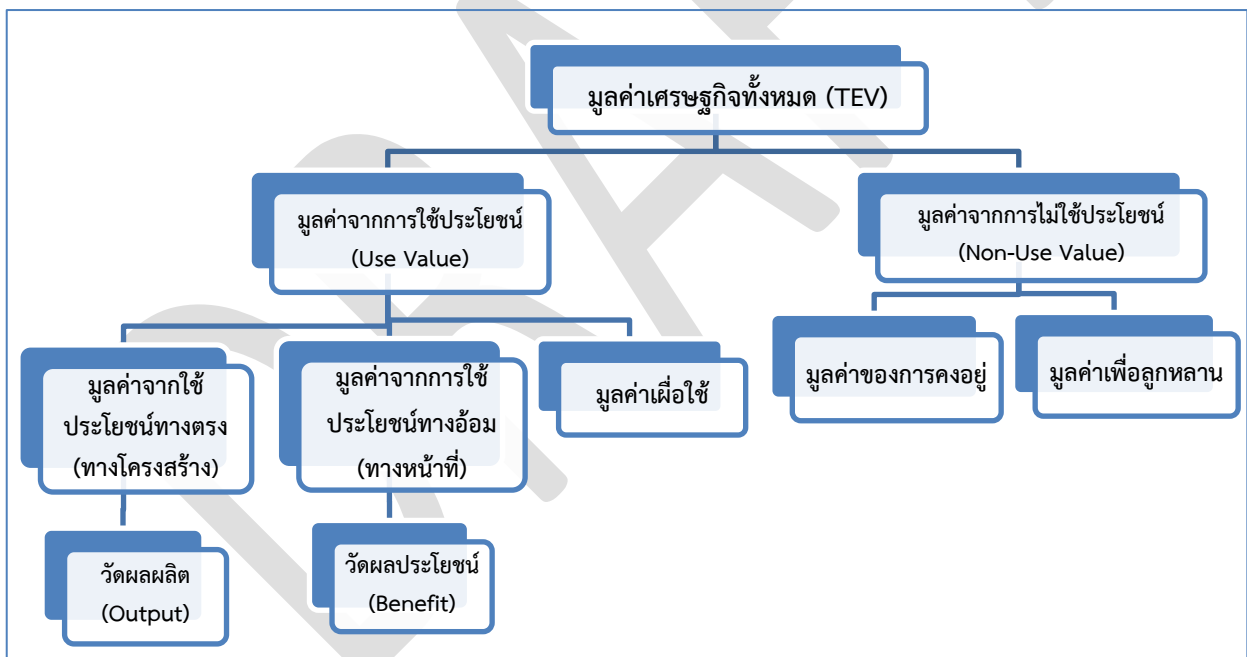 มูลค่าเศรษฐกิจทั้งหมด (TEV)
มูลค่าจากการใช้ประโยชน์
(Use Value)
มูลค่าจากการไม่ใช้ประโยชน์
(Non-Use Value)
มูลค่าจากใช้
ประโยชน์ทางตรง
(ทางโครงสร้าง)
มูลค่าจากการใช้
ประโยชน์ทางอ้อม
(ทางหน้าที่)
มูลค่าเผื่อใช้
มูลค่าของการคงอยู่
มูลค่าเพื่อลูกหลาน
วัดผลผลิต
(Output)
วัดผลประโยชน์
(Benefit)